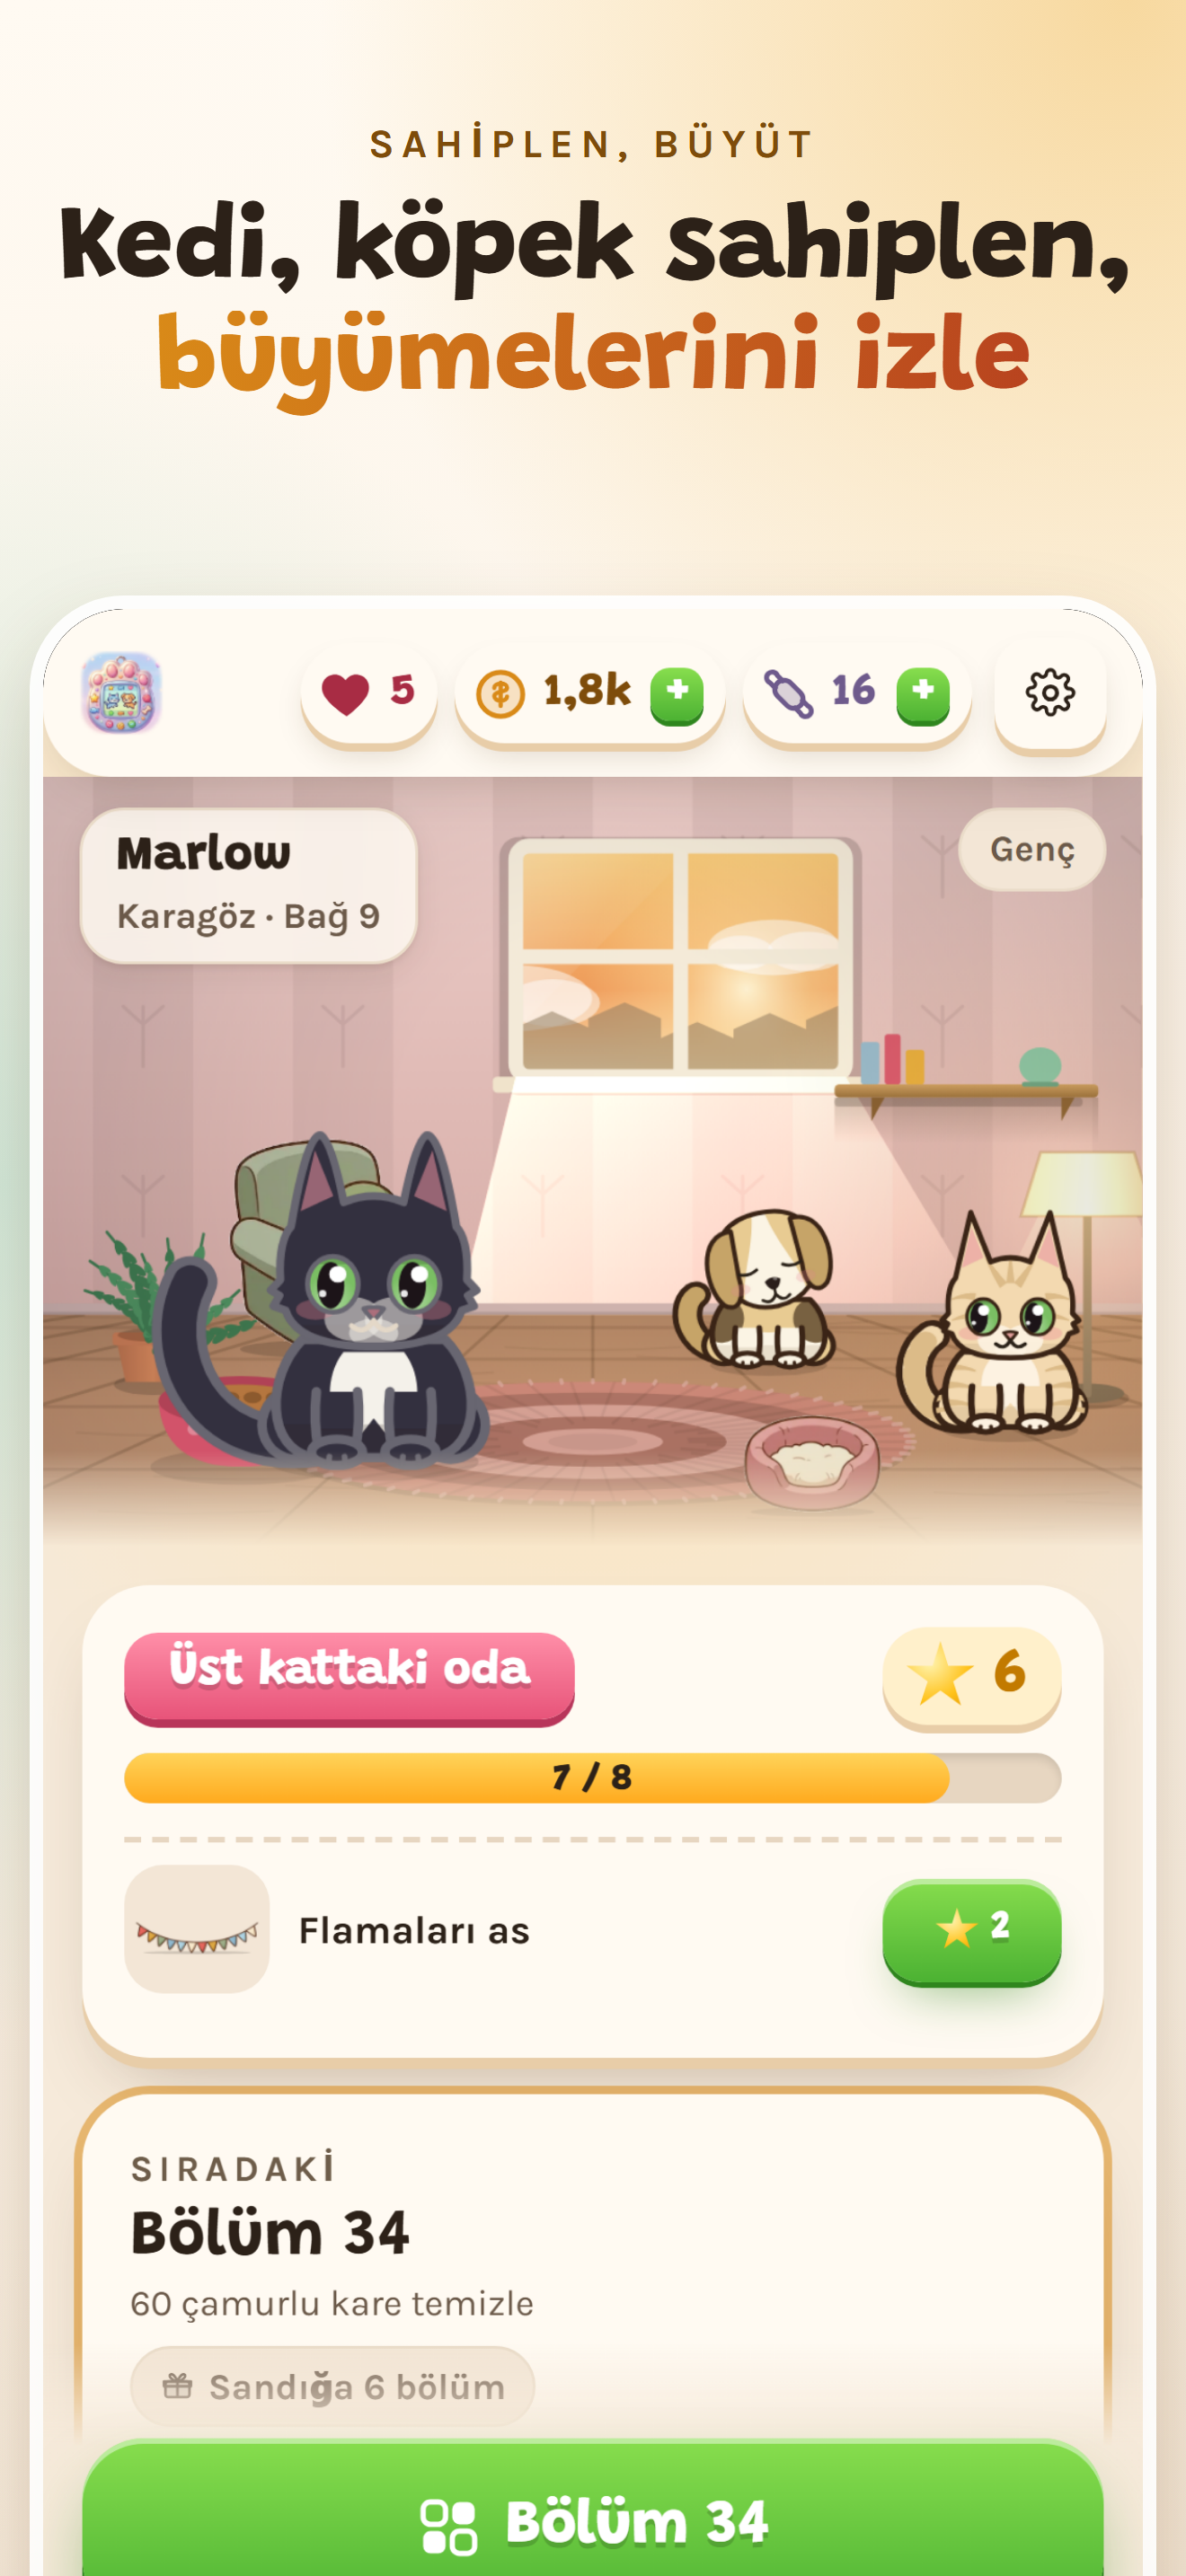 SAHİPLEN, BÜYÜT
Kedi, köpek sahiplen,
büyümelerini izle
5
1,8k
+
16
+
Marlow
Karagöz · Bağ 9
Genç
Üst kattaki oda
6
7 / 8
Flamaları as
2
SIRADAKİ
Bölüm 34
60 çamurlu kare temizle
Sandığa 6 bölüm
Bölüm 34